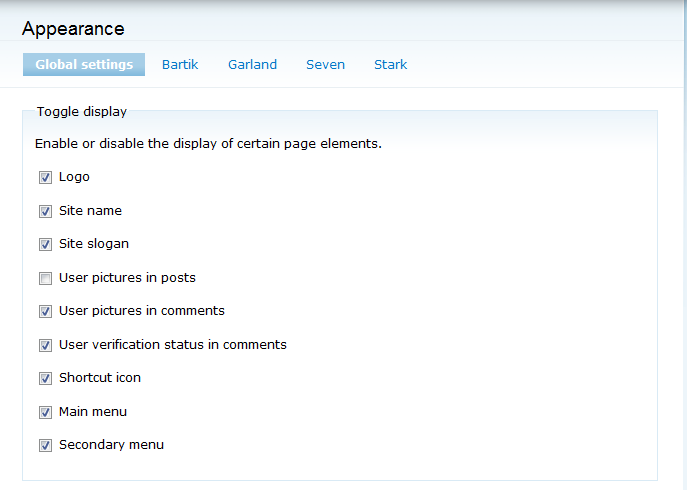 Appearance
Global settings Bartik Garland Seven Stark
Toggle display
Enable or disable the display of certain page elements.
Logo
Site name
Site slogan
User pictures in posts
User pictures in comments
User verification status in comments
Shortcut icon
Main menu
Secondary menu